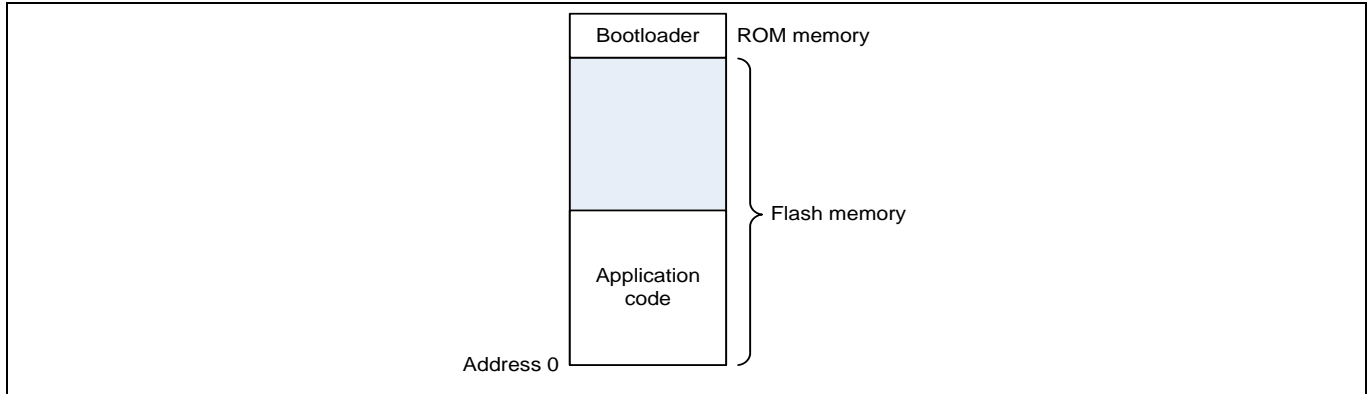 Bootloader ROM memory
Flash memory
Application
code
Address 0